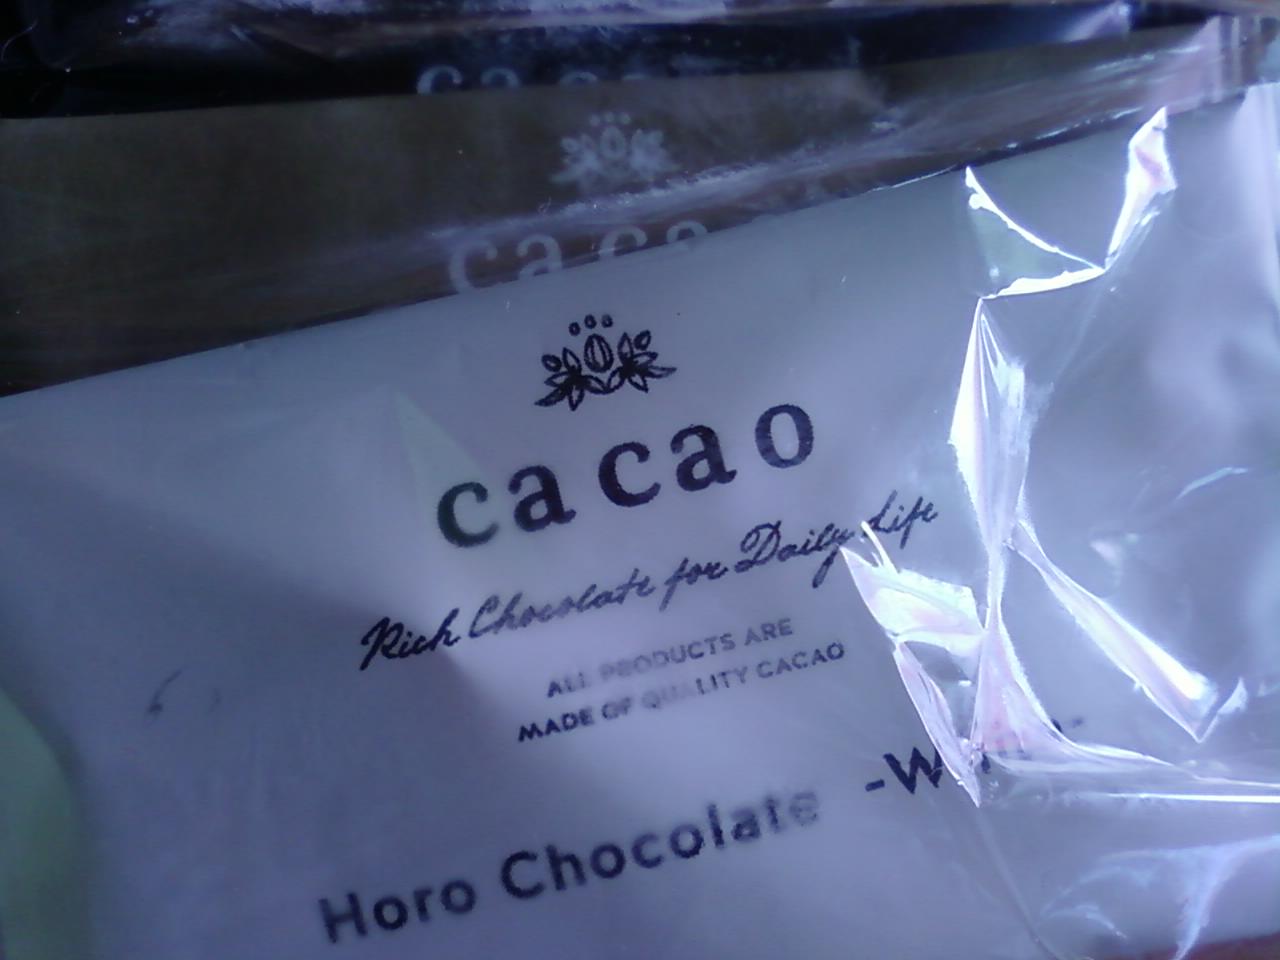 cacao
Rich Chocolate for Daily Life
ALL PRODUCTS ARE
MADE OF QUALITY CACAO
Horo Chocolate